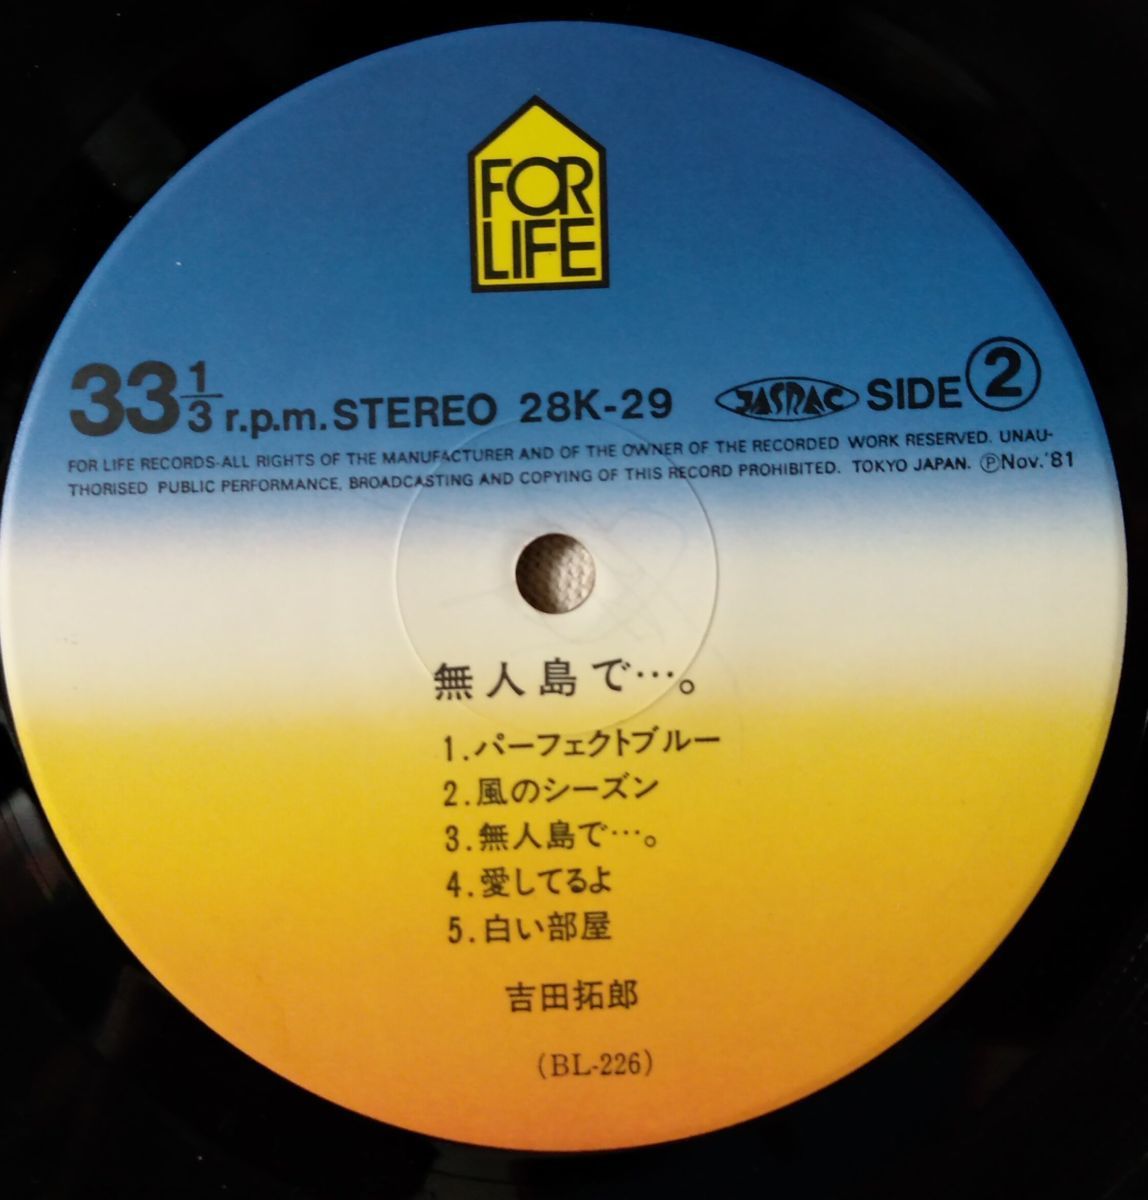 FOR
LIFE
33 1/3 r.p.m. STEREO 28K-29 JASRAC SIDE 2
FOR LIFE RECORDS-ALL RIGHTS OF THE MANUFACTURER AND OF THE OWNER OF THE RECORDED WORK RESERVED. UNAU-
THORISED PUBLIC PERFORMANCE, BROADCASTING AND COPYING OF THIS RECORD PROHIBITED. TOKYO JAPAN. ℗Nov.'81
無人島で…。
1.パーフェクトブルー
2.風のシーズン
3.無人島で…。
4.愛してるよ
5.白い部屋
吉田拓郎
(BL-226)